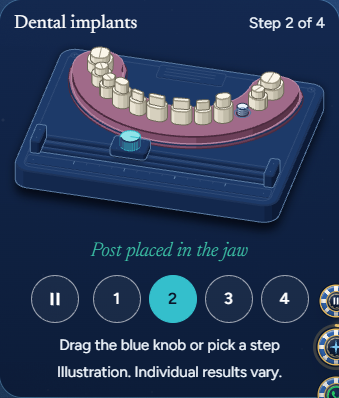 Dental implants
Step 2 of 4
Post placed in the jaw
1
2
3
4
Drag the blue knob or pick a step
Illustration. Individual results vary.